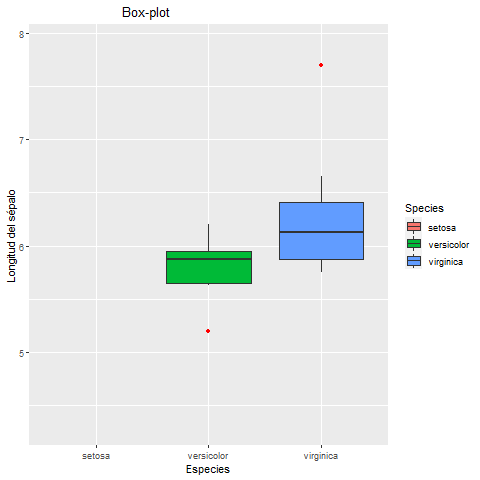 Box-plot
Longitud del sépalo
8
7
6
5
setosa
versicolor
virginica
Especies
Species
setosa
versicolor
virginica